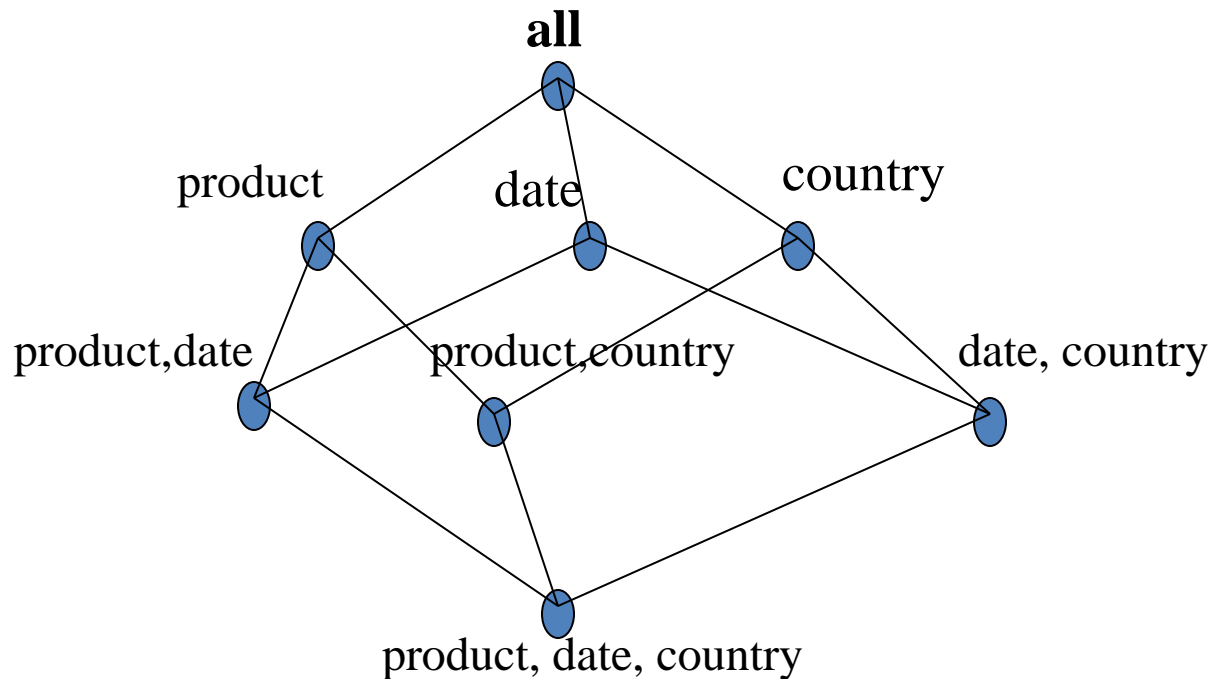 all
product
date
country
product,date
product,country
date, country
product, date, country